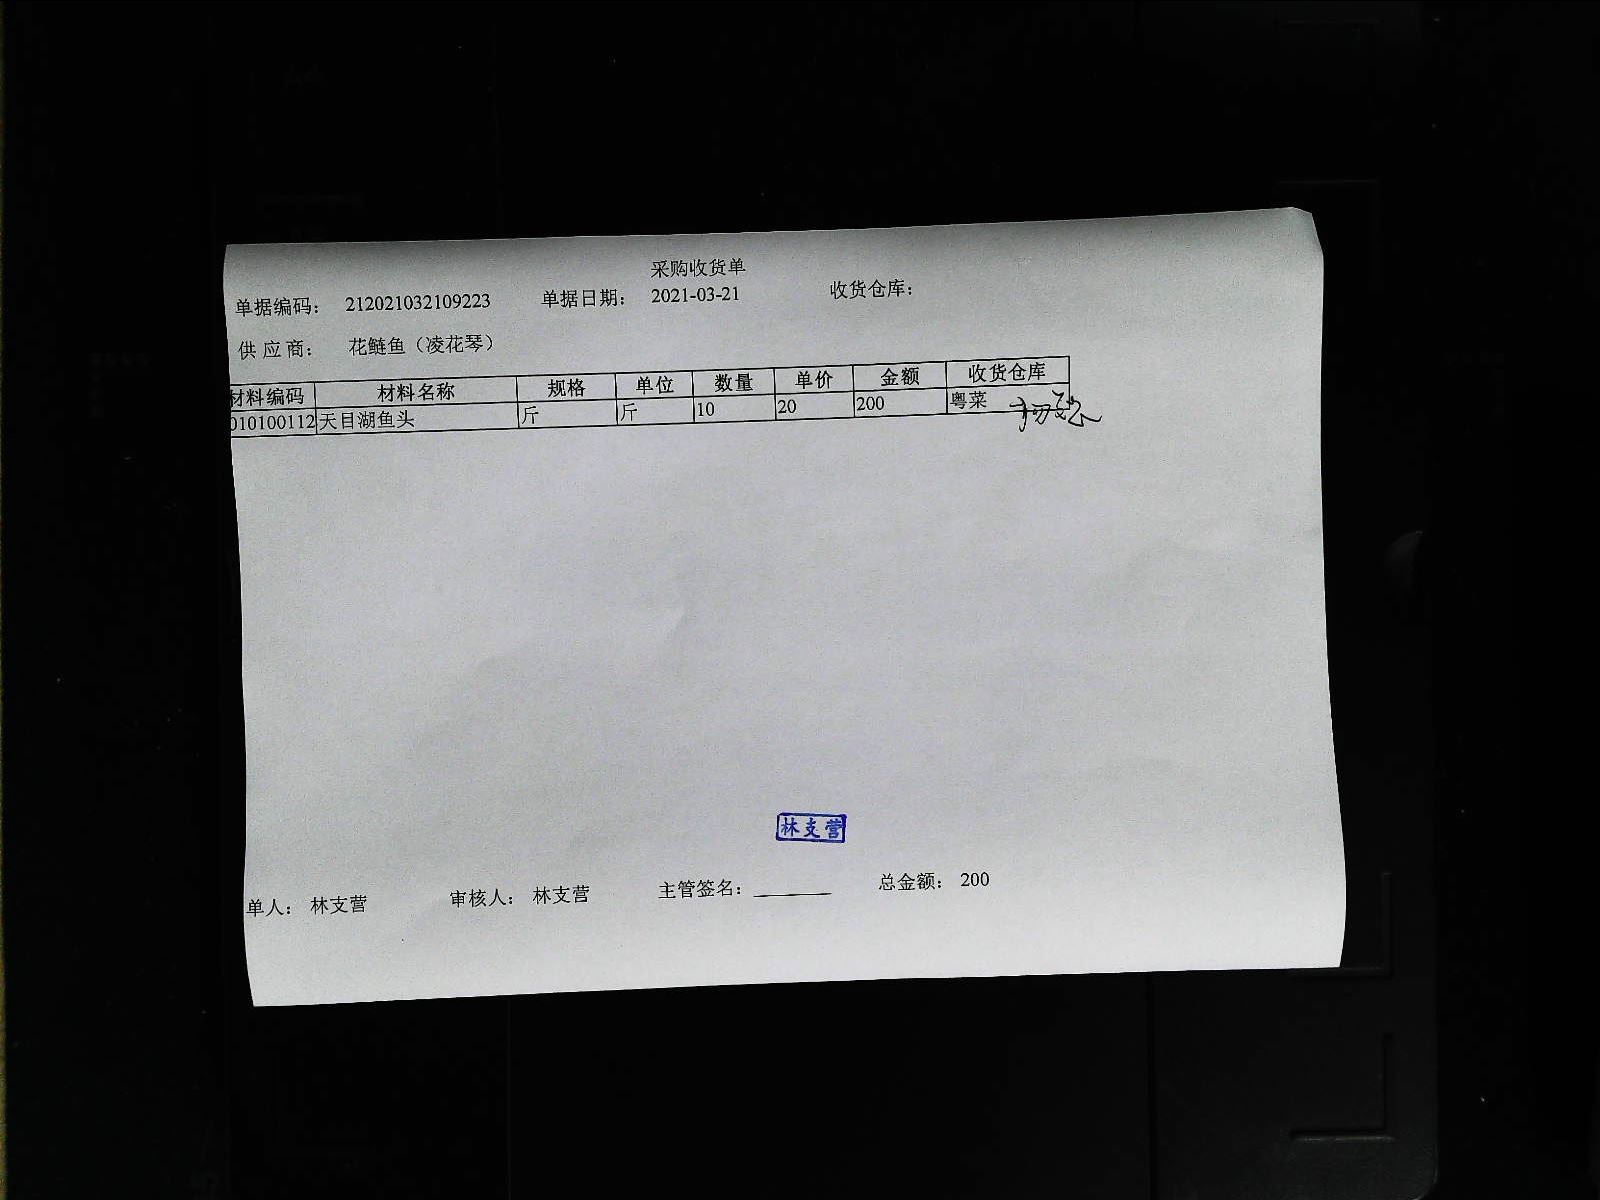 采购收货单
单据编码： 212021032109223 单据日期： 2021-03-21 收货仓库：
供应商： 花鲢鱼（凌花琴）
材料编码 材料名称 规格 单位 数量 单价 金额 收货仓库
010100112 天目湖鱼头 斤 斤 10 20 200 粤菜
林支营
单人： 林支营 审核人： 林支营 主管签名： 总金额： 200